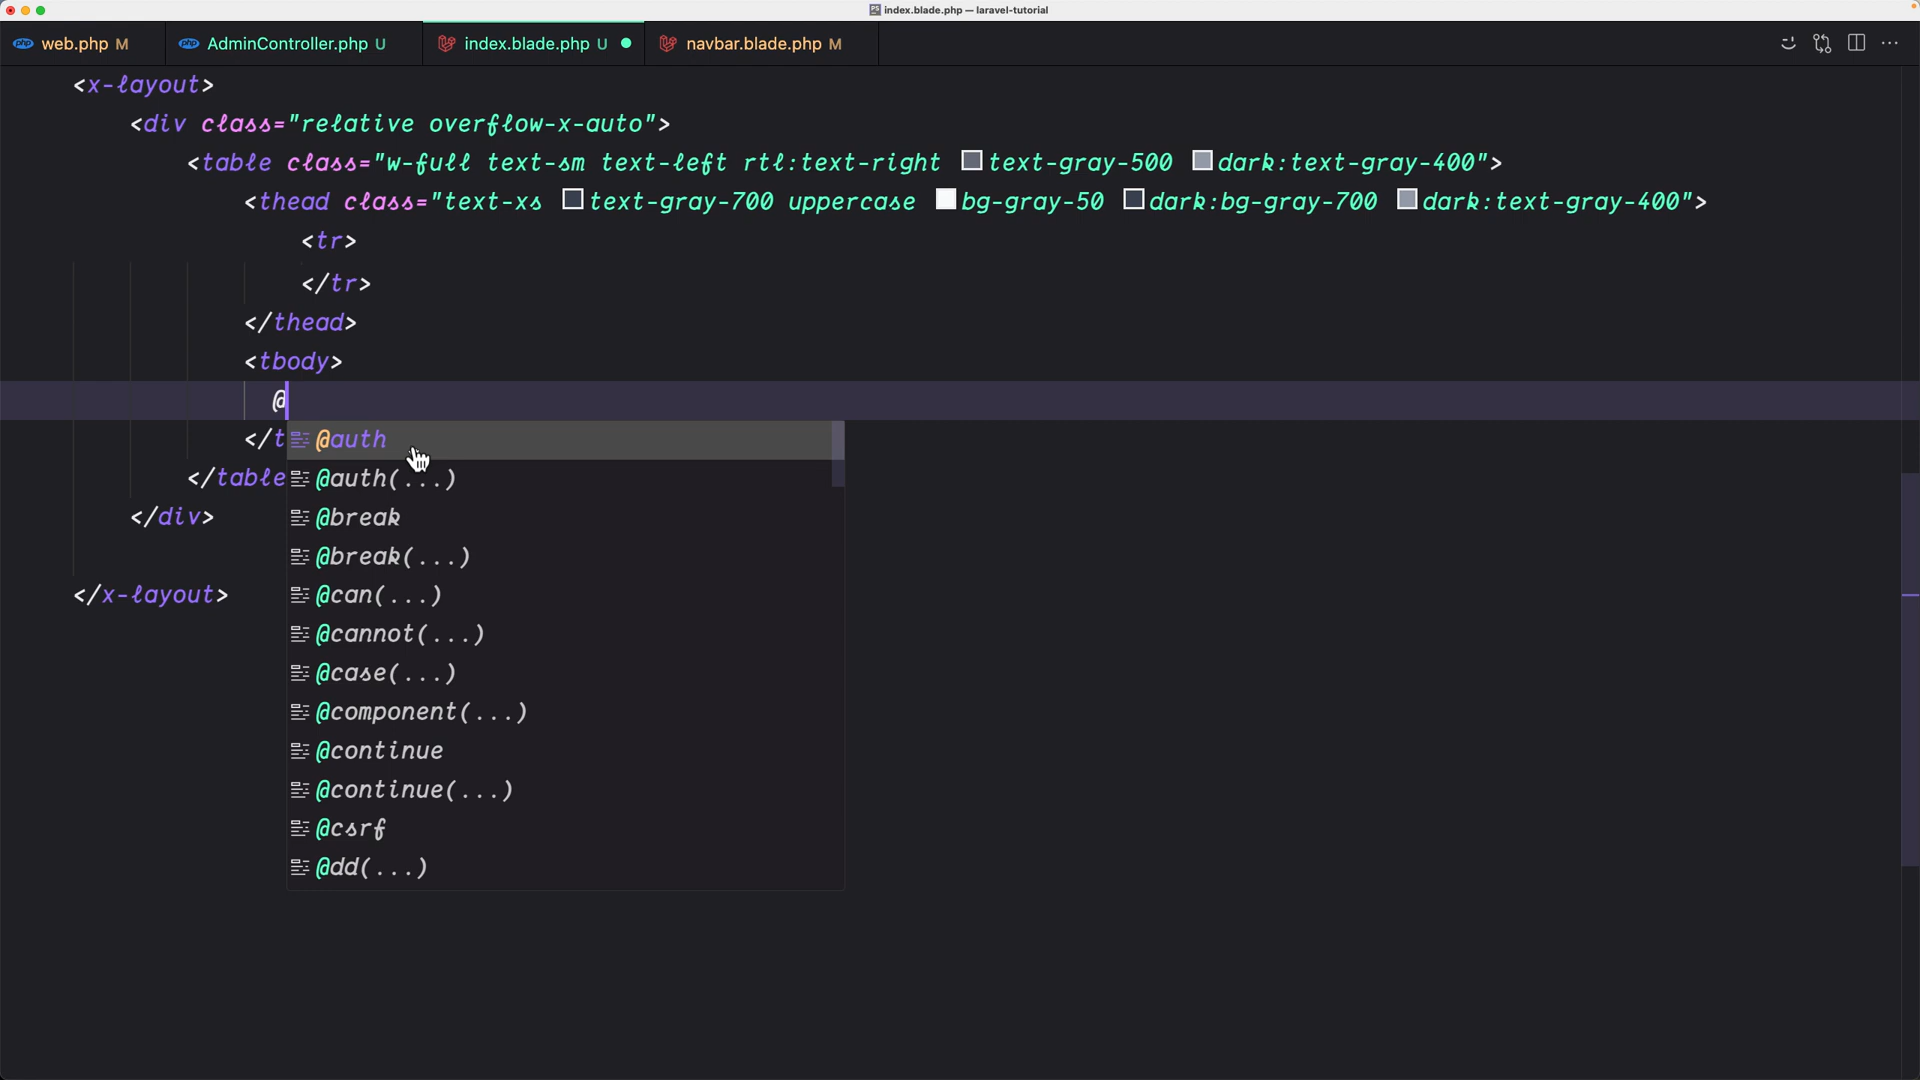 index.blade.php — laravel-tutorial
web.php M AdminController.php U index.blade.php U navbar.blade.php M
<x-layout>
<div class="relative overflow-x-auto">
<table class="w-full text-sm text-left rtl:text-right text-gray-500 dark:text-gray-400">
<thead class="text-xs text-gray-700 uppercase bg-gray-50 dark:bg-gray-700 dark:text-gray-400">
<tr>
</tr>
</thead>
<tbody>
@
</t
@auth
</table
@auth(...)
</div>
@break
@break(...)
</x-layout>
@can(...)
@cannot(...)
@case(...)
@component(...)
@continue
@continue(...)
@csrf
@dd(...)